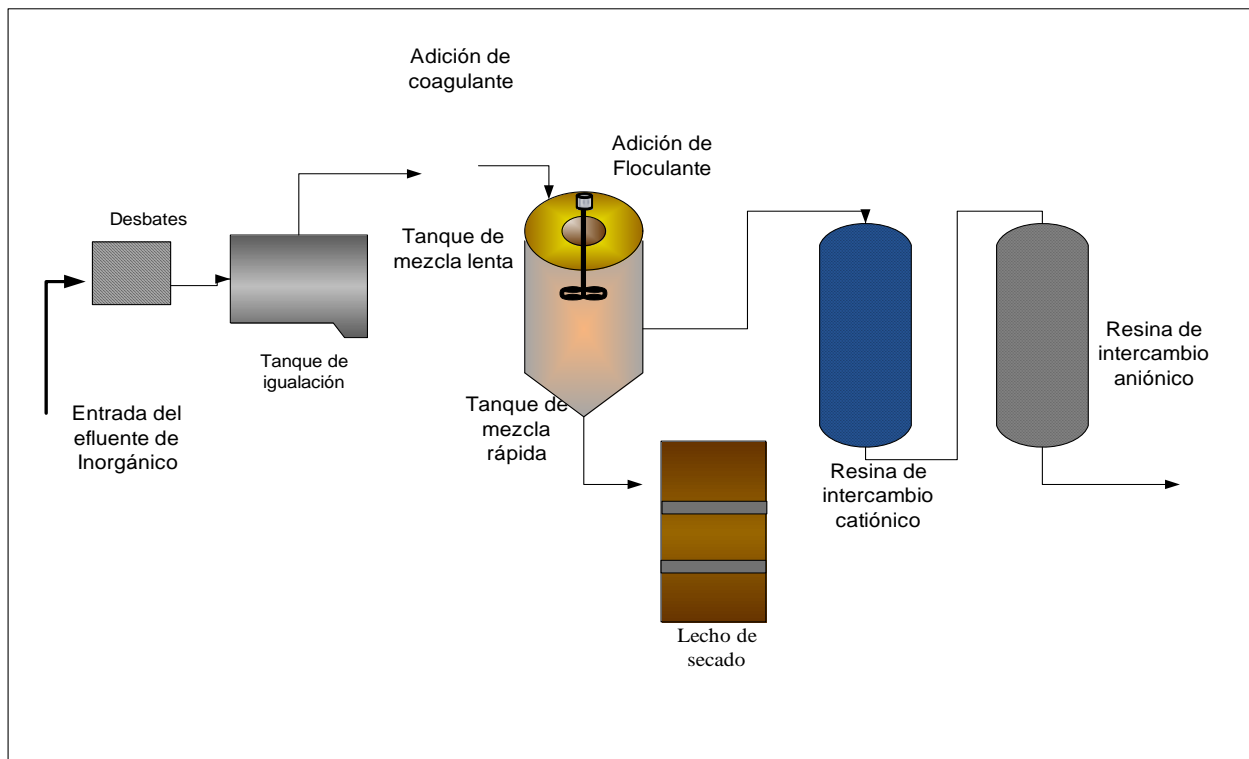 Adición de
coagulante
Adición de
Floculante
Desbates
Tanque de
mezcla lenta
Tanque de
igualación
Entrada del
efluente de
Inorgánico
Tanque de
mezcla
rápida
Resina de
intercambio
catiónico
Resina de
intercambio
aniónico
Lecho de
secado